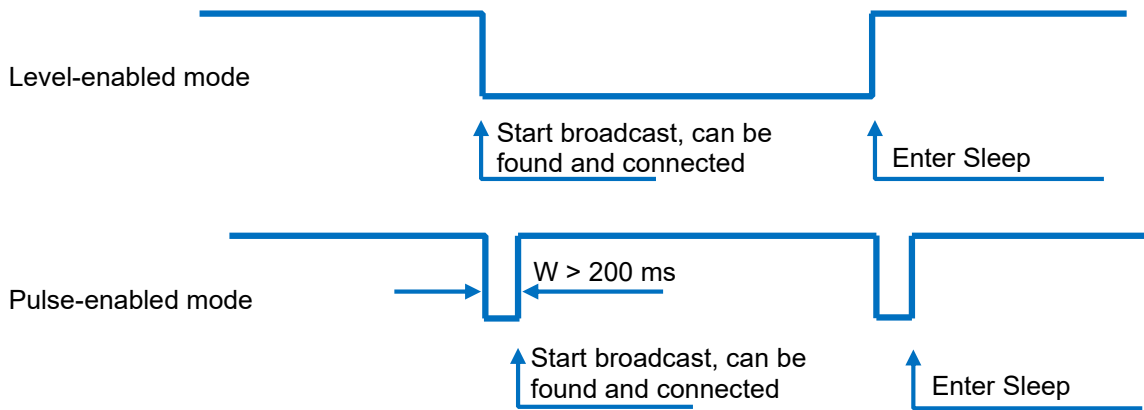 Level-enabled mode
Start broadcast, can be
found and connected
Enter Sleep
W > 200 ms
Pulse-enabled mode
Start broadcast, can be
found and connected
Enter Sleep